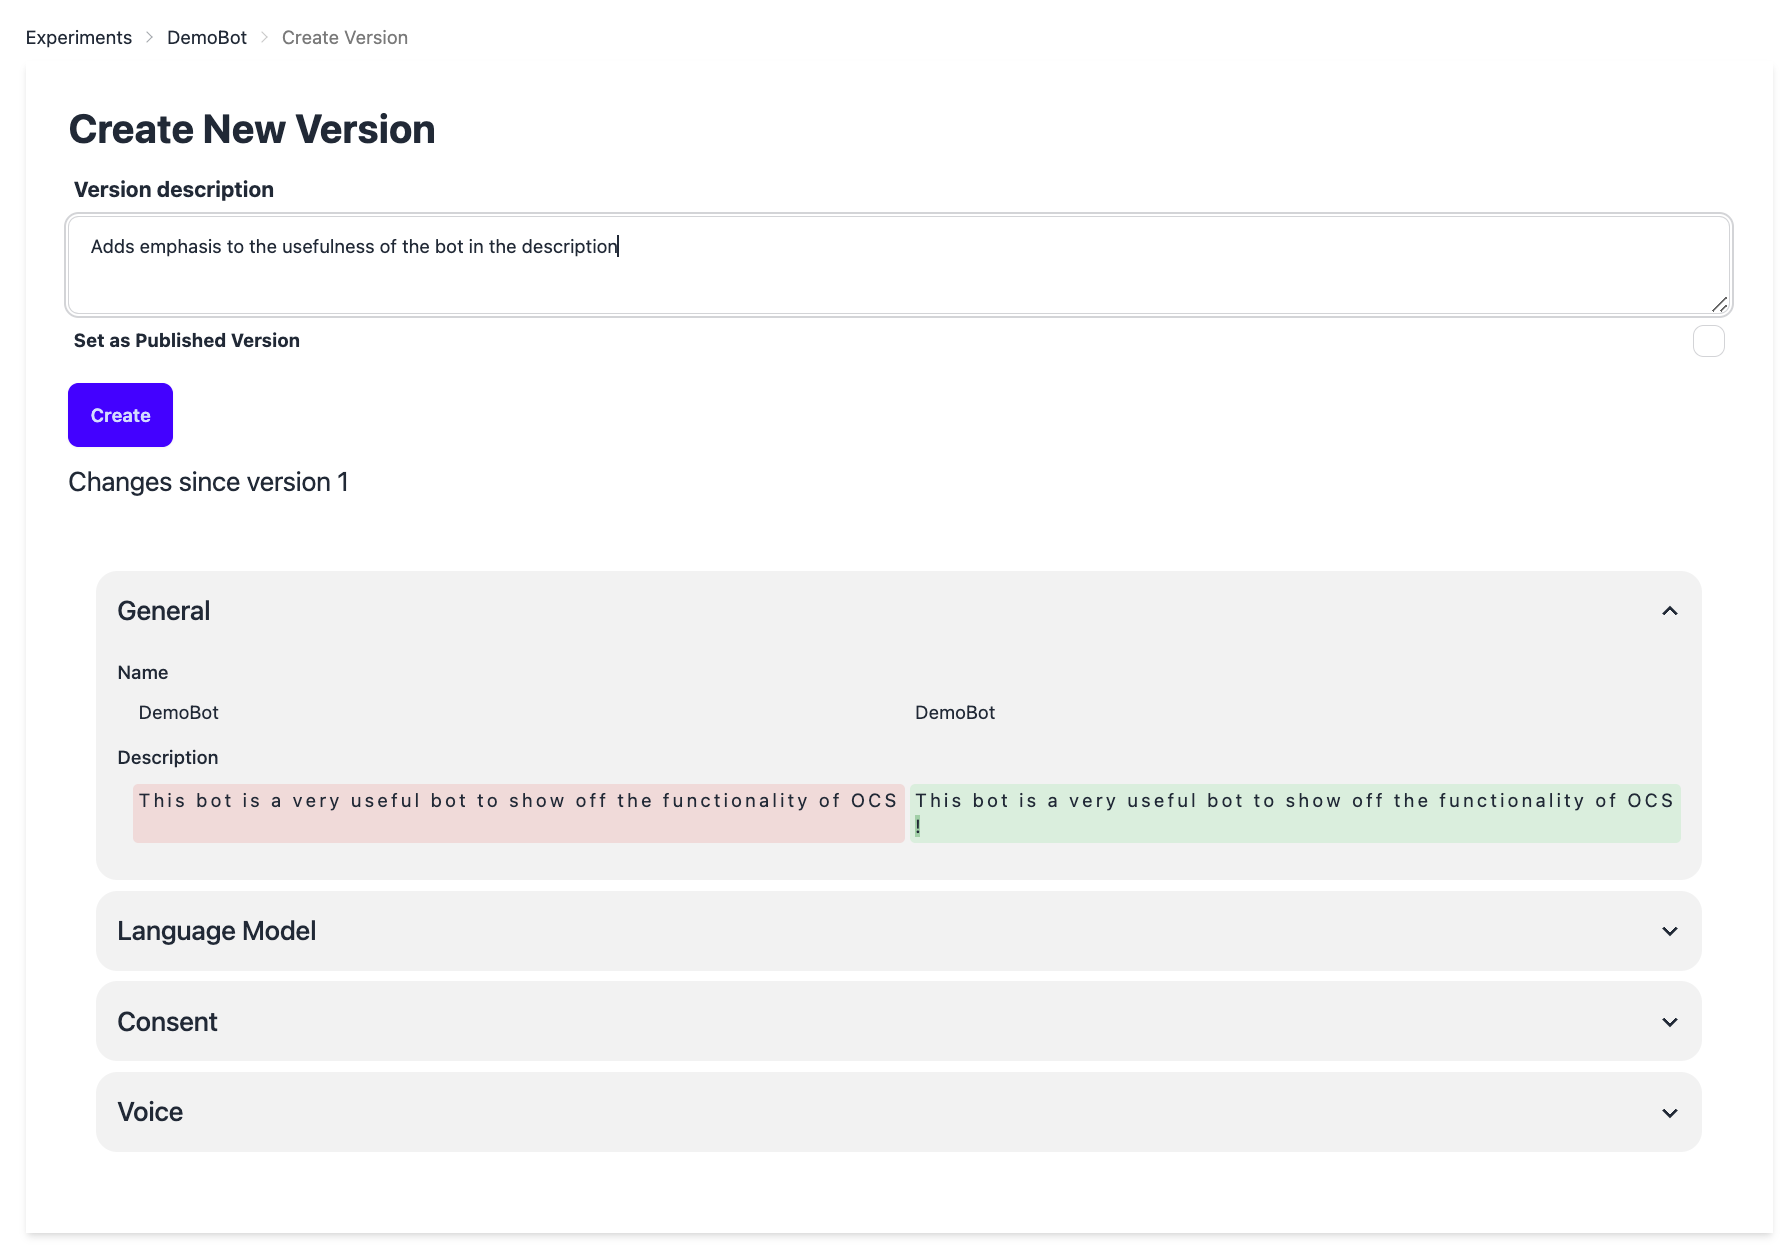 Experiments > DemoBot > Create Version
Create New Version
Version description
Adds emphasis to the usefulness of the bot in the description
Set as Published Version
Create
Changes since version 1
General
Name
DemoBot DemoBot
Description
This bot is a very useful bot to show off the functionality of OCS This bot is a very useful bot to show off the functionality of OCS
!
Language Model
Consent
Voice